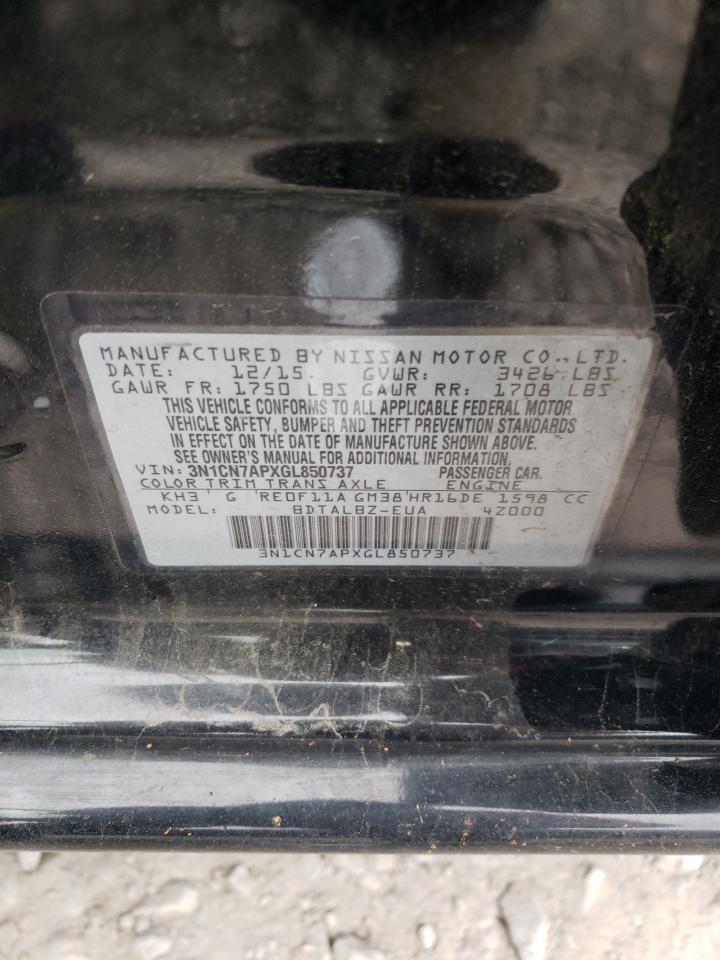 MANUFACTURED BY NISSAN MOTOR CO., LTD.
DATE: 12/15. GVWR: 3426 LBS
GAWR FR: 1750 LBS GAWR RR: 1708 LBS
THIS VEHICLE CONFORMS TO ALL APPLICABLE FEDERAL MOTOR
VEHICLE SAFETY, BUMPER AND THEFT PREVENTION STANDARDS
IN EFFECT ON THE DATE OF MANUFACTURE SHOWN ABOVE.
SEE OWNER'S MANUAL FOR ADDITIONAL INFORMATION.
VIN: 3N1CN7APXGL850737 PASSENGER CAR.
COLOR TRIM TRANS AXLE ENGINE
KH3 G RE0F11A GM38 HR16DE 1598 CC
MODEL: BDTALBZ-EUA 4Z000
3N1CN7APXGL850737